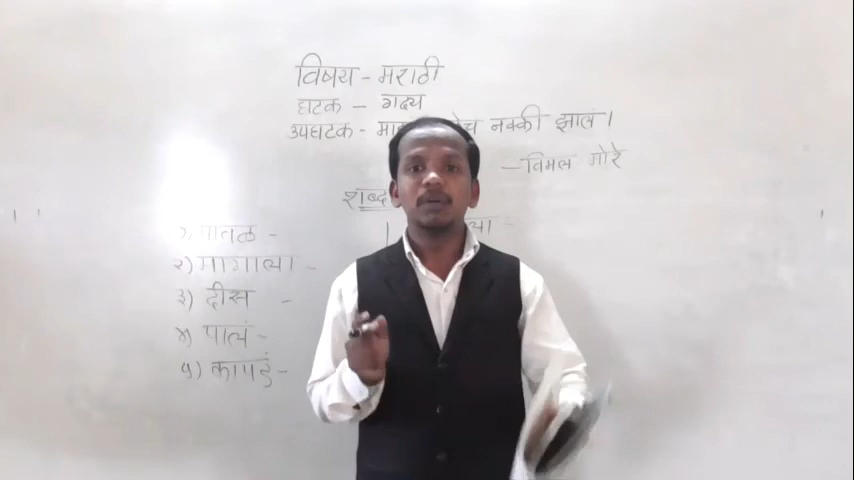 विषय - मराठी
घटक - गद्य
उपघटक - नक्की झालं।
- विमल मोरे
शब्द
१) पातळ -
२) मागाल्या -
३) दीस -
४) पालं -
५) कापडं -